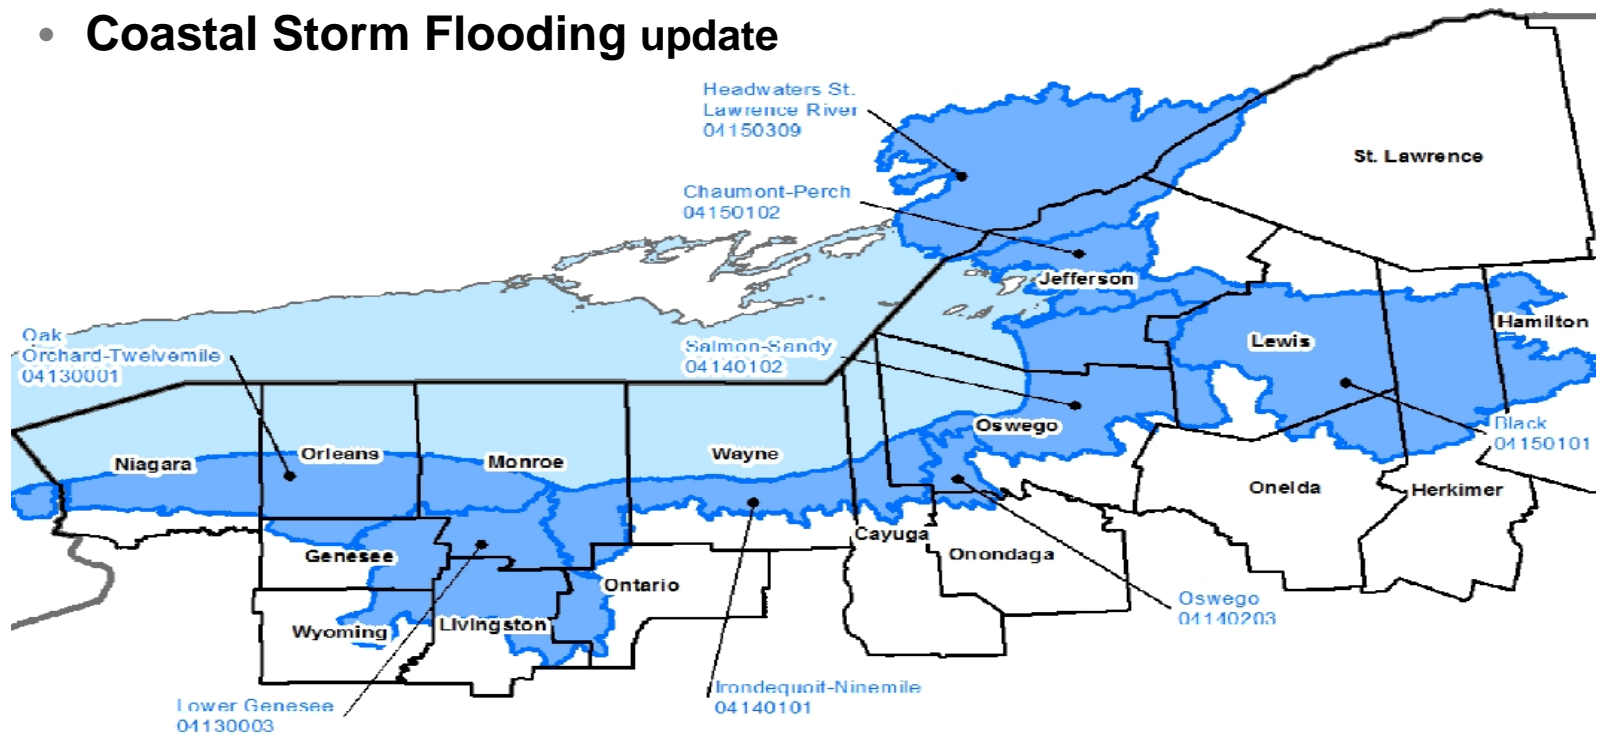 • Coastal Storm Flooding update
Headwaters St.
Lawrence River
04150309
St. Lawrence
Chaumont-Perch
04150102
Jefferson
Hamilton
Oak
Orchard-Twelvemile
04130001
Salmon-Sandy
04140102
Lewis
Black
04150101
Oswego
Niagara
Orleans
Monroe
Wayne
Oneida
Herkimer
Cayuga
Onondaga
Genesee
Ontario
Oswego
04140203
Wyoming
Livingston
Lower Genesee
04130003
Irondequoit-Ninemile
04140101